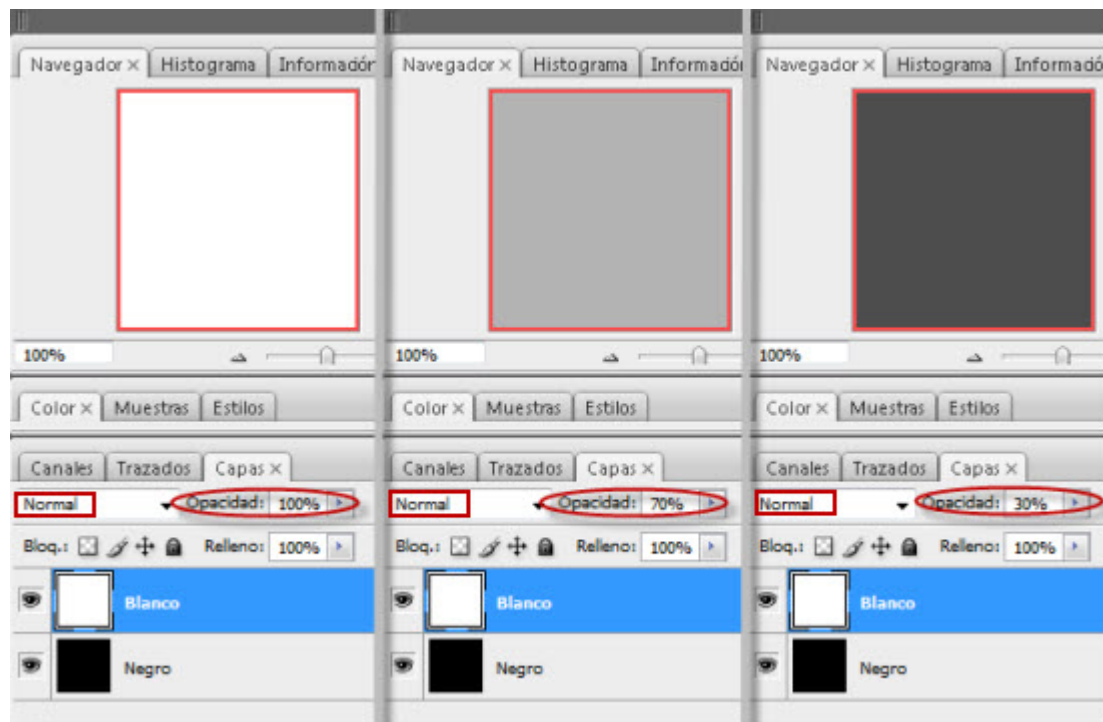 Navegador × Histograma Información
100%
Color × Muestras Estilos
Canales Trazados Capas ×
Normal Opacidad: 100%
Bloq.: Relleno: 100%
Blanco
Negro
Navegador × Histograma Informació
100%
Color × Muestras Estilos
Canales Trazados Capas ×
Normal Opacidad: 70%
Bloq.: Relleno: 100%
Blanco
Negro
Navegador × Histograma Informació
100%
Color × Muestras Estilos
Canales Trazados Capas ×
Normal Opacidad: 30%
Bloq.: Relleno: 100%
Blanco
Negro